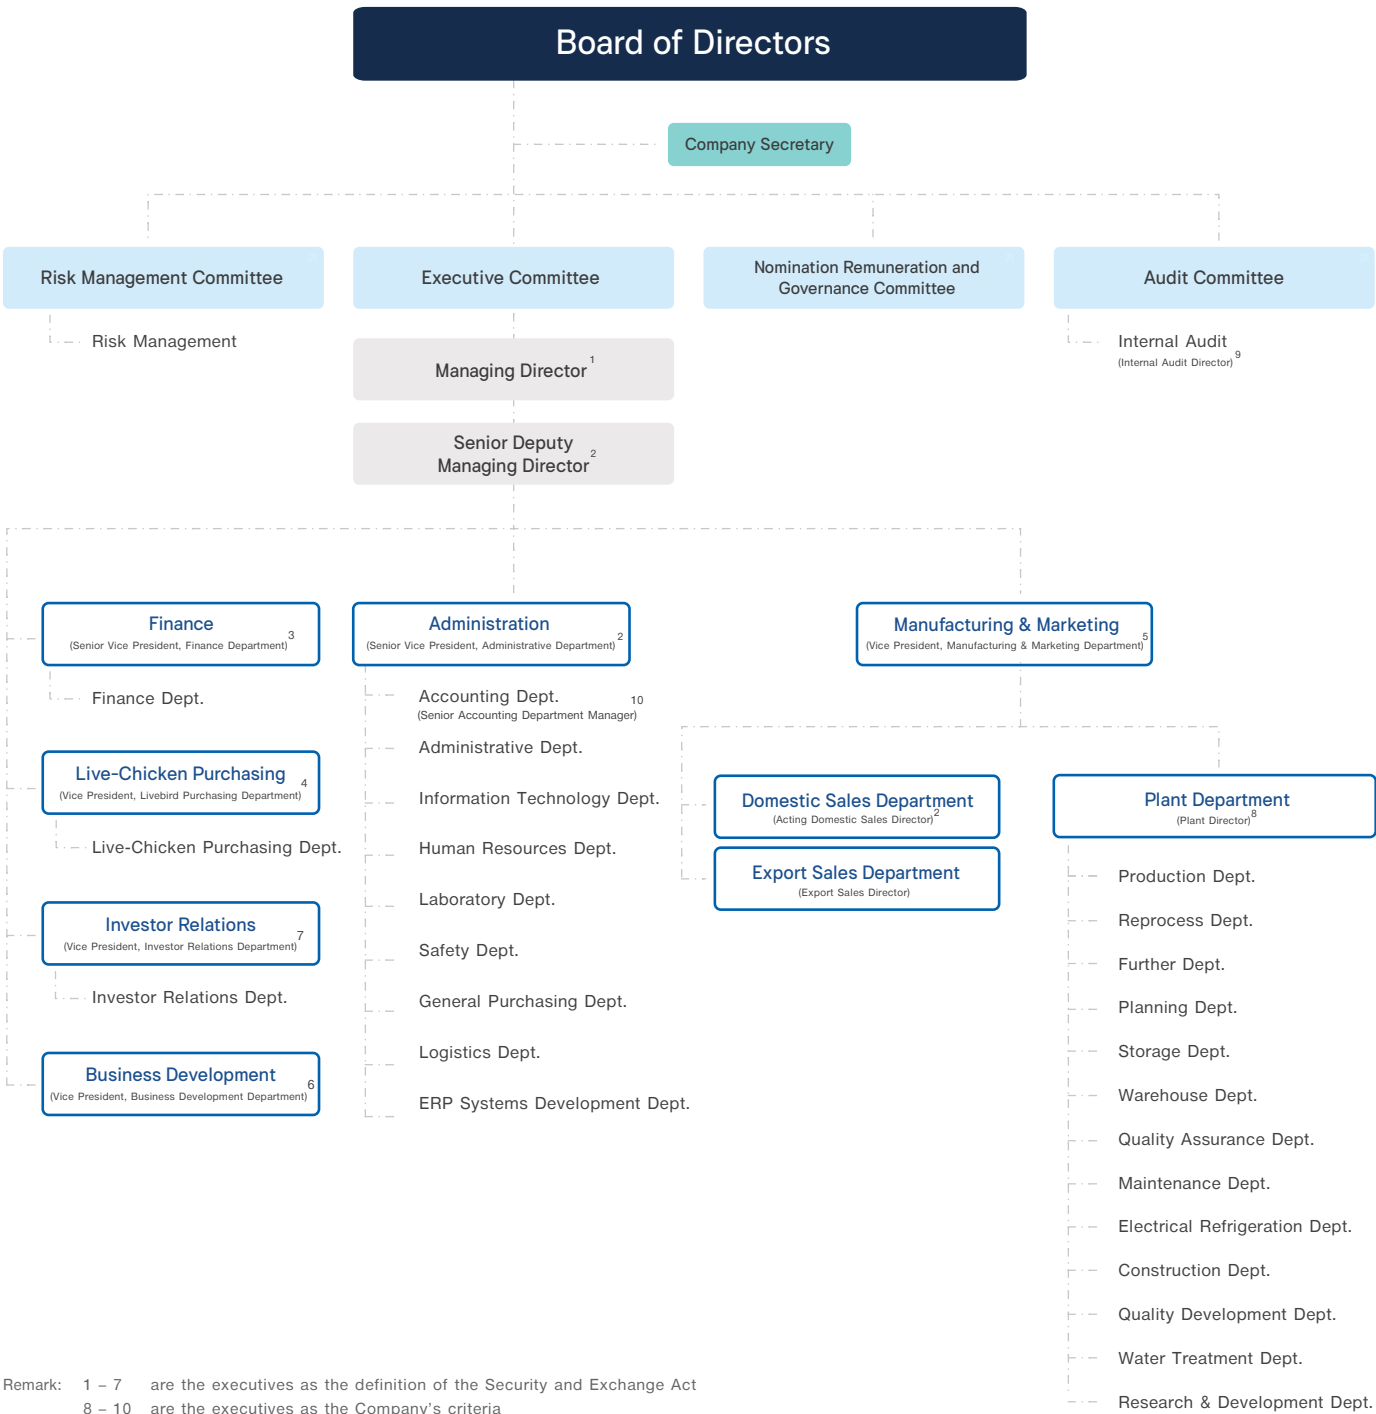 Board of Directors
Company Secretary
Risk Management Committee
Risk Management
Executive Committee
Managing Director 1
Senior Deputy
Managing Director 2
Nomination Remuneration and
Governance Committee
Audit Committee
Internal Audit
(Internal Audit Director) 9
Finance
(Senior Vice President, Finance Department) 3
Finance Dept.
Live-Chicken Purchasing
(Vice President, Livebird Purchasing Department) 4
Live-Chicken Purchasing Dept.
Investor Relations
(Vice President, Investor Relations Department) 7
Investor Relations Dept.
Business Development
(Vice President, Business Development Department) 6
Administration
(Senior Vice President, Administrative Department) 2
Accounting Dept. 10
(Senior Accounting Department Manager)
Administrative Dept.
Information Technology Dept.
Human Resources Dept.
Laboratory Dept.
Safety Dept.
General Purchasing Dept.
Logistics Dept.
ERP Systems Development Dept.
Manufacturing & Marketing
(Vice President, Manufacturing & Marketing Department) 5
Domestic Sales Department
(Acting Domestic Sales Director) 2
Export Sales Department
(Export Sales Director)
Plant Department
(Plant Director) 8
Production Dept.
Reprocess Dept.
Further Dept.
Planning Dept.
Storage Dept.
Warehouse Dept.
Quality Assurance Dept.
Maintenance Dept.
Electrical Refrigeration Dept.
Construction Dept.
Quality Development Dept.
Water Treatment Dept.
Research & Development Dept.
Remark: 1 – 7 are the executives as the definition of the Security and Exchange Act
8 – 10 are the executives as the Company's criteria